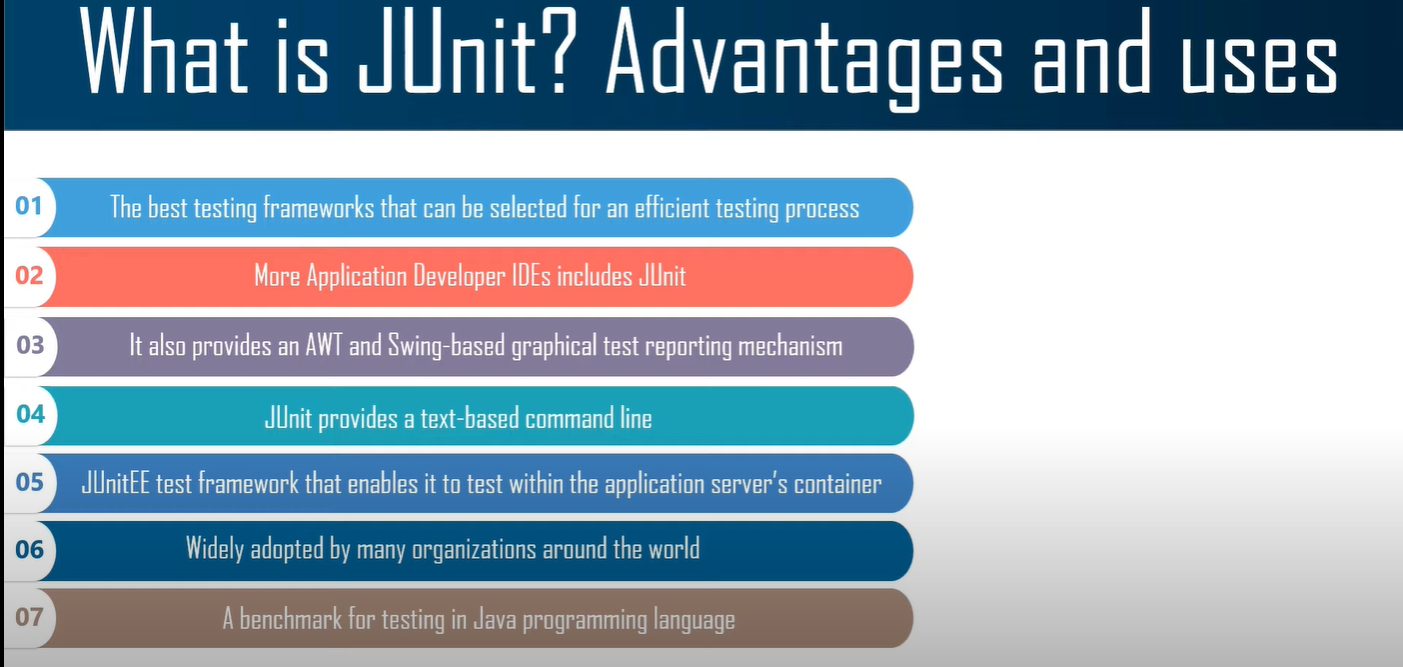 What is JUnit? Advantages and uses
01 The best testing frameworks that can be selected for an efficient testing process
02 More Application Developer IDEs includes JUnit
03 It also provides an AWT and Swing-based graphical test reporting mechanism
04 JUnit provides a text-based command line
05 JUnitEE test framework that enables it to test within the application server's container
06 Widely adopted by many organizations around the world
07 A benchmark for testing in Java programming language